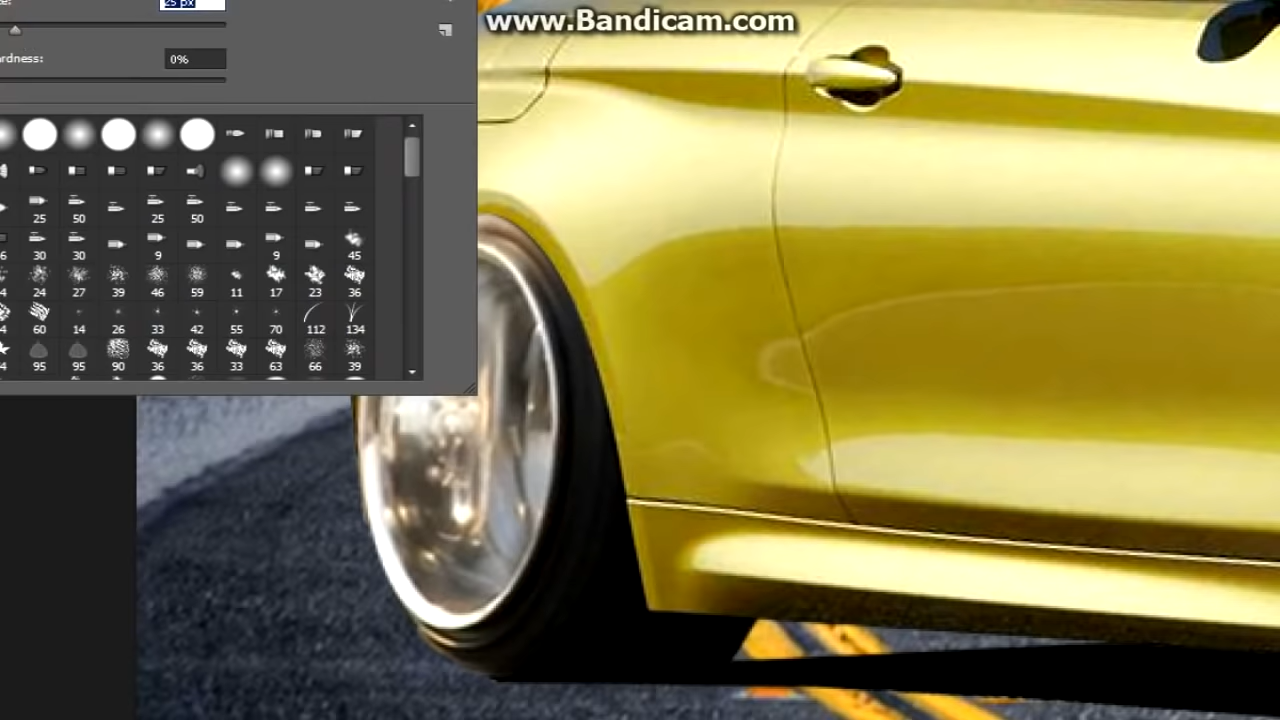 25 px
www.Bandicam.com
rdness:
0%
25 50 25 50
6 30 30 9 9 45
4 24 27 39 46 59 11 17 23 36
4 60 14 26 33 42 55 70 112 134
4 95 95 90 36 36 33 63 66 39